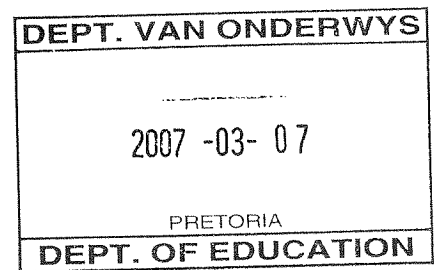 DEPT. VAN ONDERWYS
2007 -03- 07
PRETORIA
DEPT. OF EDUCATION